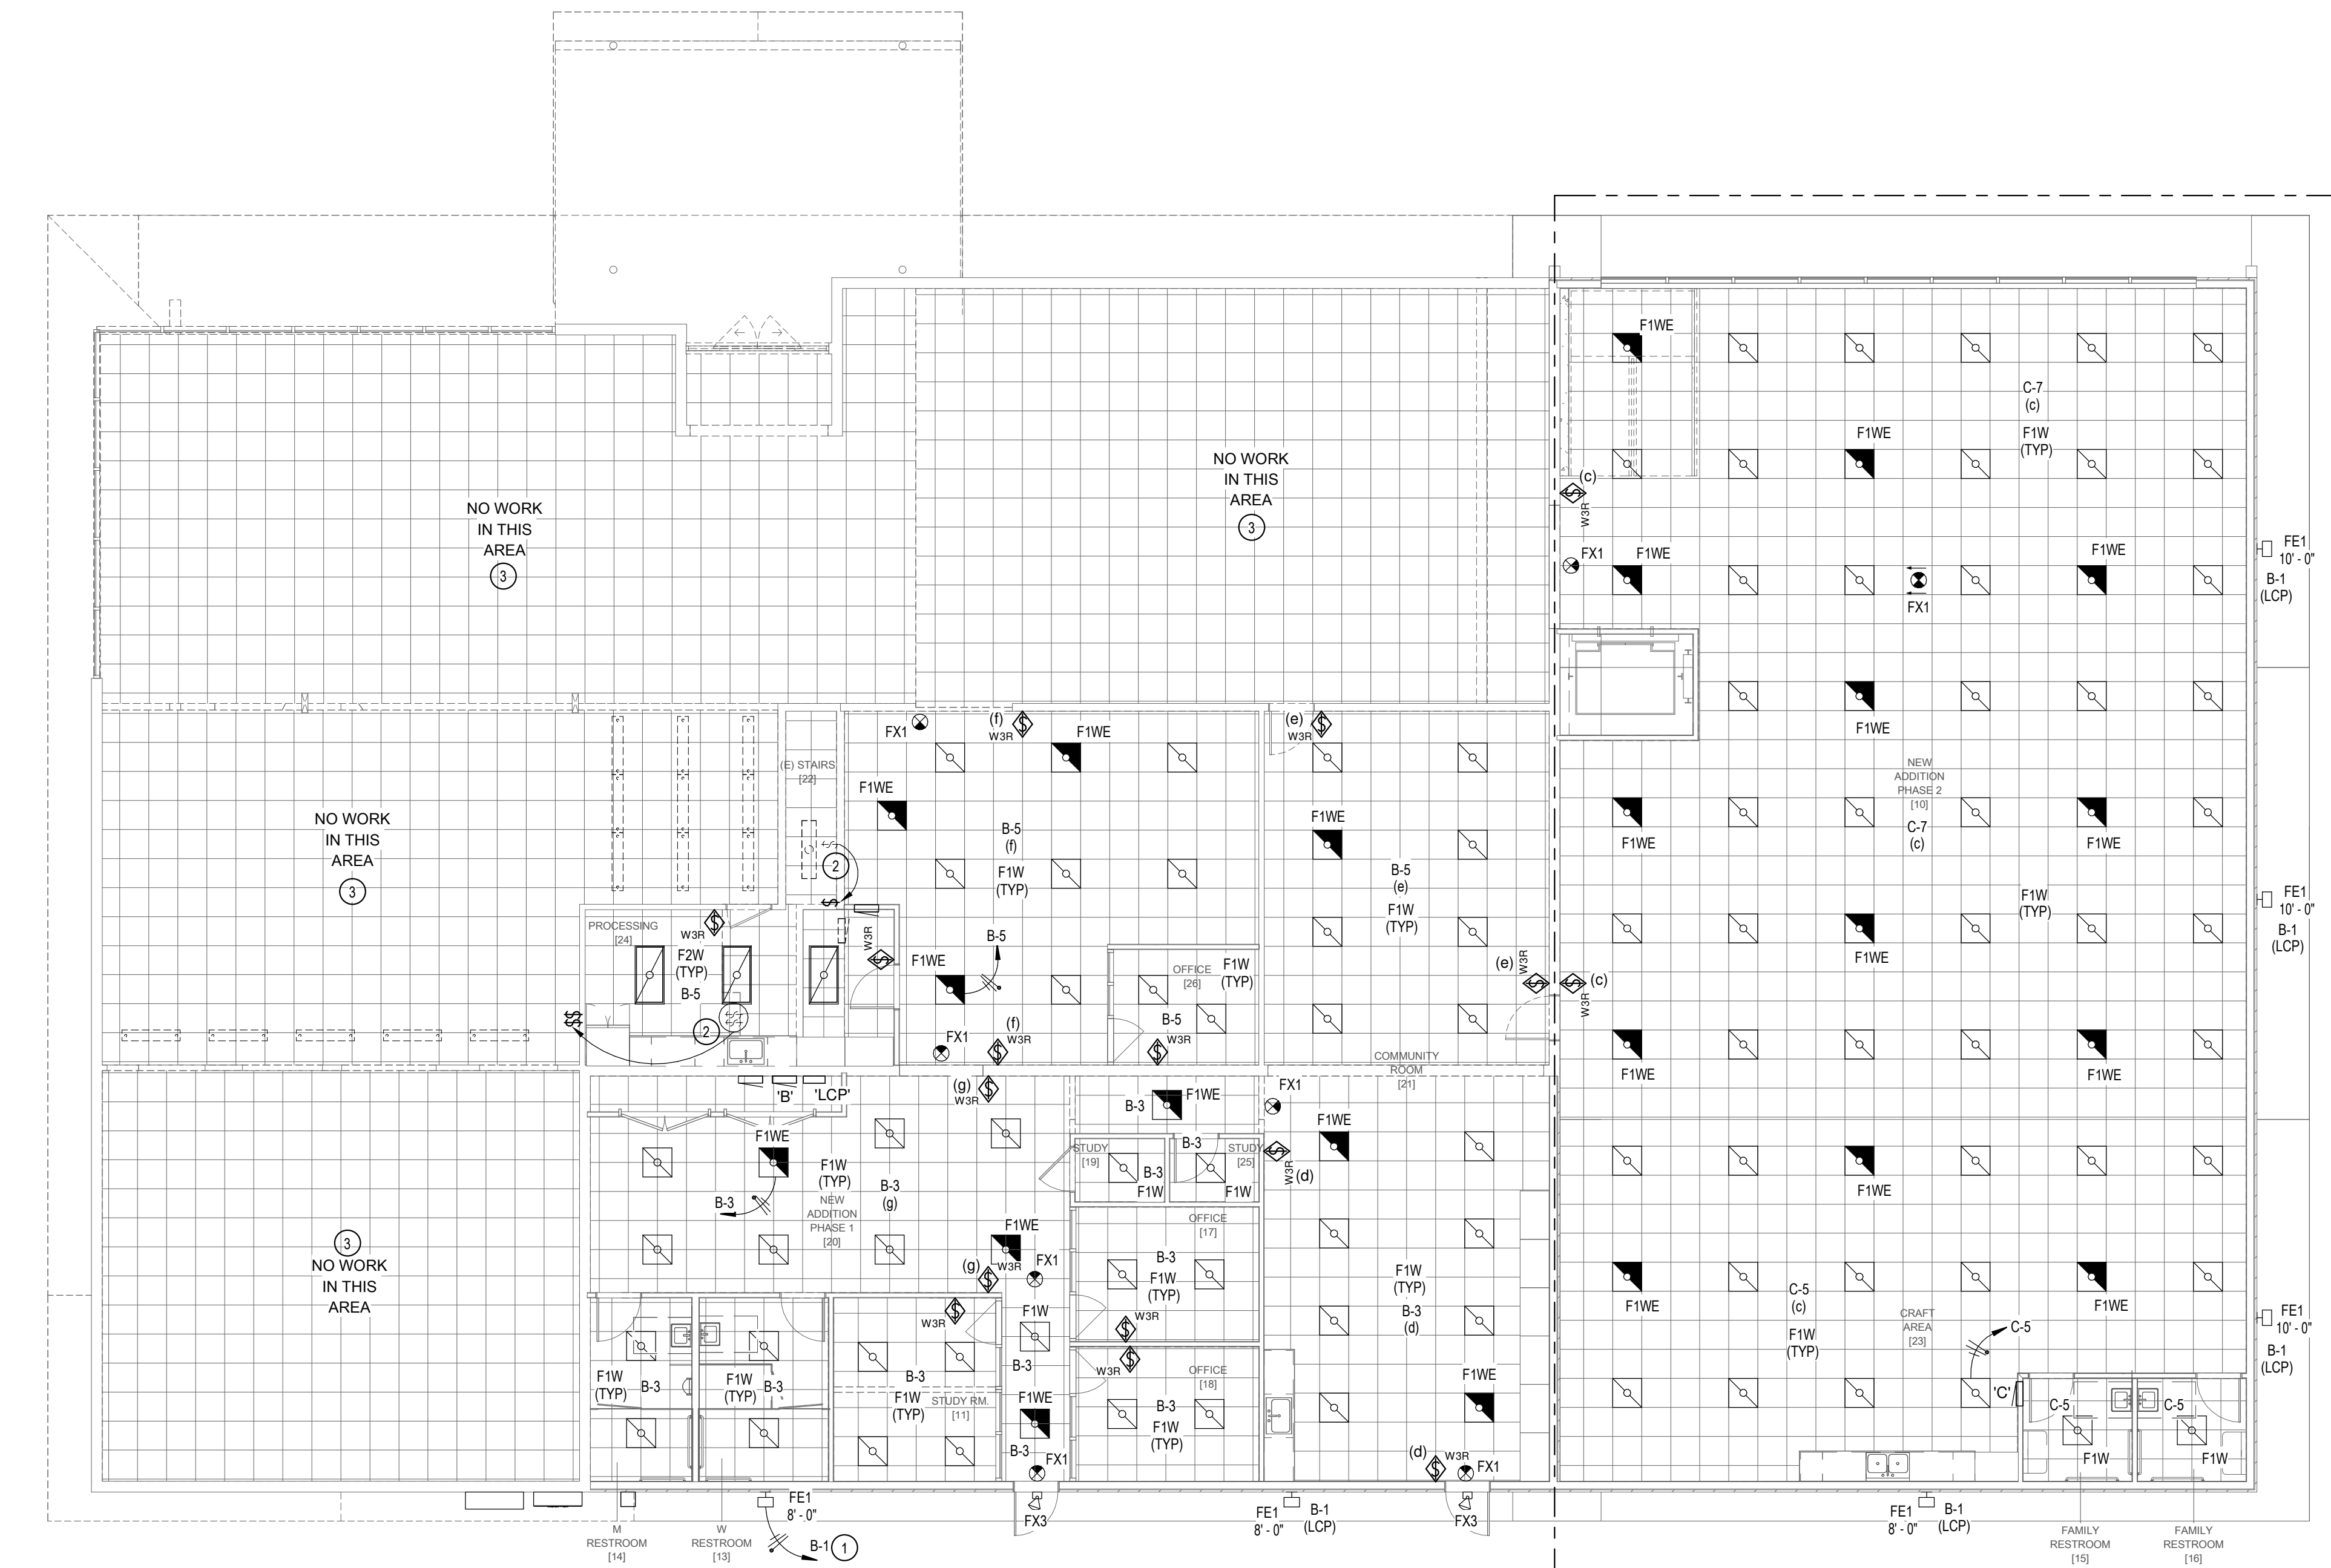 F1WE
C-7
(c)
F1W
(TYP)
F1WE
NO WORK
IN THIS
AREA
3
(c)
W3R
NO WORK
IN THIS
AREA
3
FX1
F1WE
FX1
F1WE
FE1
10' - 0"
B-1
(LCP)
F1WE
FX1
(f)
W3R
F1WE
(e)
W3R
(E) STAIRS
[22]
NEW
ADDITION
PHASE 2
[10]
C-7
(c)
F1WE
F1WE
F1WE
F1WE
NO WORK
IN THIS
AREA
3
2
B-5
(f)
F1W
(TYP)
B-5
(e)
F1W
(TYP)
F1W
(TYP)
FE1
10' - 0"
B-1
(LCP)
PROCESSING
[24]
W3R
F2W
(TYP)
B-5
W3R
F1WE
B-5
OFFICE
[26]
F1W
(TYP)
B-5
W3R
(e)
W3R
(c)
W3R
F1WE
2
FX1
(f)
W3R
COMMUNITY
ROOM
[21]
F1WE
F1WE
'B'
'LCP'
(g)
W3R
B-3
F1WE
FX1
F1WE
F1WE
F1W
(TYP)
NEW
ADDITION
PHASE 1
[20]
B-3
B-3
(g)
STUDY
[19]
B-3
F1W
B-3
STUDY
[25]
F1W
W3R
(d)
F1WE
F1WE
(g)
W3R
FX1
OFFICE
[17]
B-3
F1W
(TYP)
W3R
F1W
(TYP)
B-3
(d)
F1WE
F1WE
C-5
(c)
F1W
(TYP)
CRAFT
AREA
[23]
C-5
FE1
10' - 0"
B-1
(LCP)
3
NO WORK
IN THIS
AREA
W3R
F1W
B-3
F1W
(TYP)
B-3
F1W
(TYP)
B-3
B-3
F1W
(TYP)
STUDY RM.
[11]
F1WE
B-3
FX1
W3R
OFFICE
[18]
B-3
F1W
(TYP)
F1WE
(d)
W3R
FX1
'C'
C-5
F1W
C-5
F1W
FE1
8' - 0"
B-1
1
FX3
FE1
8' - 0"
B-1
(LCP)
FX3
FE1
8' - 0"
B-1
(LCP)
M
RESTROOM
[14]
W
RESTROOM
[13]
FAMILY
RESTROOM
[15]
FAMILY
RESTROOM
[16]